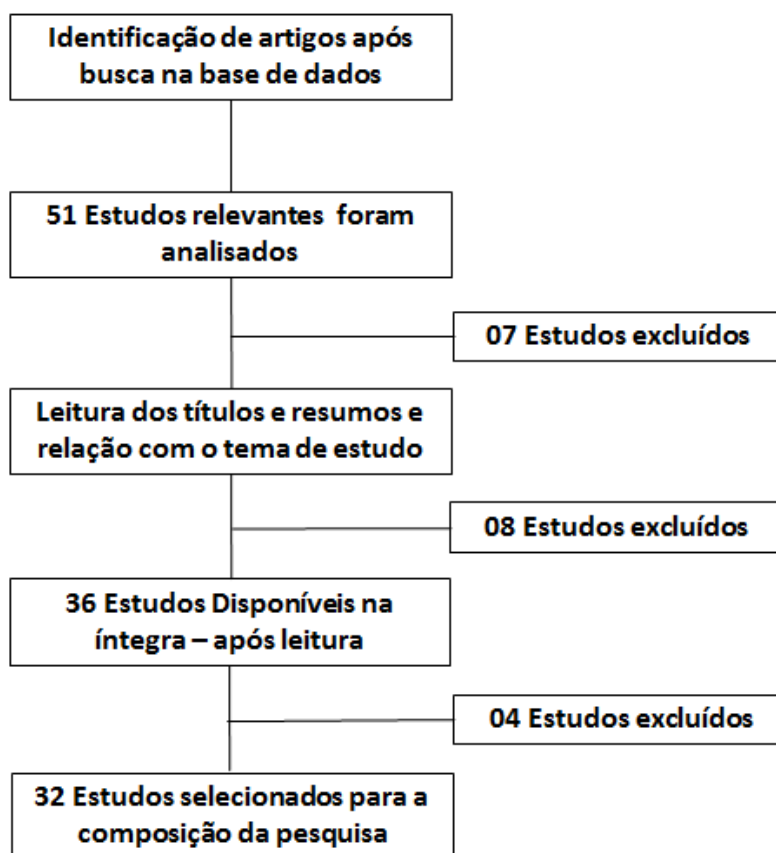 Identificação de artigos após
busca na base de dados
51 Estudos relevantes foram
analisados
07 Estudos excluídos
Leitura dos títulos e resumos e
relação com o tema de estudo
08 Estudos excluídos
36 Estudos Disponíveis na
íntegra – após leitura
04 Estudos excluídos
32 Estudos selecionados para a
composição da pesquisa